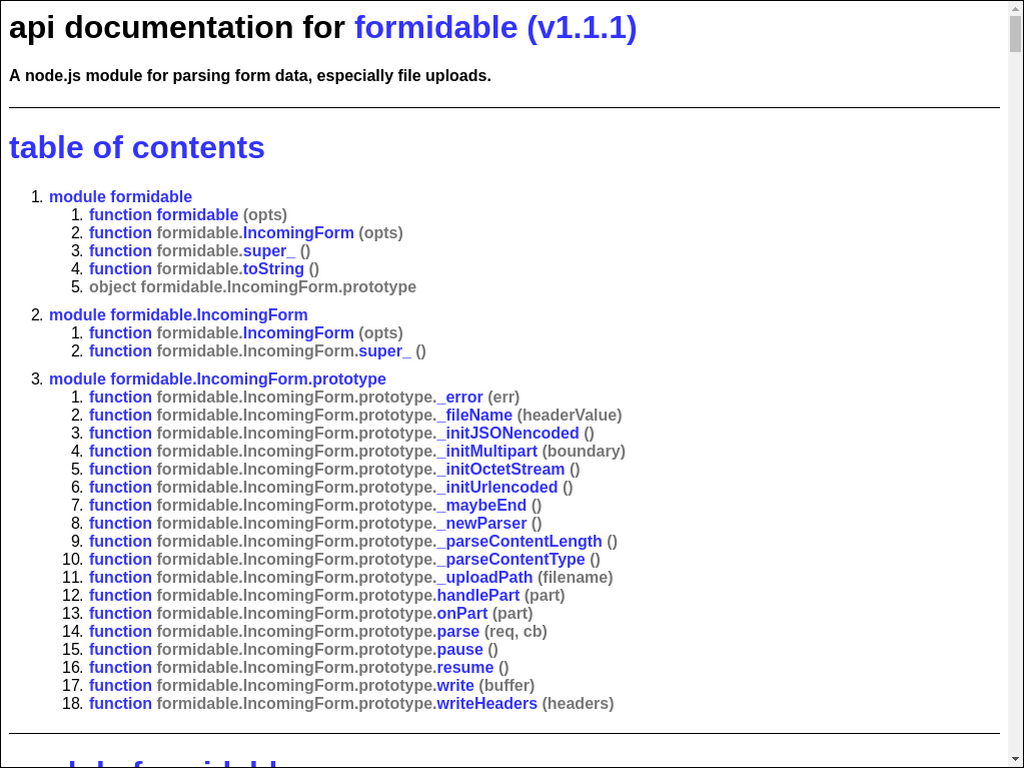 api documentation for formidable (v1.1.1)
A node.js module for parsing form data, especially file uploads.
table of contents
1. module formidable
1. function formidable (opts)
2. function formidable.IncomingForm (opts)
3. function formidable.super_ ()
4. function formidable.toString ()
5. object formidable.IncomingForm.prototype
2. module formidable.IncomingForm
1. function formidable.IncomingForm (opts)
2. function formidable.IncomingForm.super_ ()
3. module formidable.IncomingForm.prototype
1. function formidable.IncomingForm.prototype._error (err)
2. function formidable.IncomingForm.prototype._fileName (headerValue)
3. function formidable.IncomingForm.prototype._initJSONencoded ()
4. function formidable.IncomingForm.prototype._initMultipart (boundary)
5. function formidable.IncomingForm.prototype._initOctetStream ()
6. function formidable.IncomingForm.prototype._initUrlencoded ()
7. function formidable.IncomingForm.prototype._maybeEnd ()
8. function formidable.IncomingForm.prototype._newParser ()
9. function formidable.IncomingForm.prototype._parseContentLength ()
10. function formidable.IncomingForm.prototype._parseContentType ()
11. function formidable.IncomingForm.prototype._uploadPath (filename)
12. function formidable.IncomingForm.prototype.handlePart (part)
13. function formidable.IncomingForm.prototype.onPart (part)
14. function formidable.IncomingForm.prototype.parse (req, cb)
15. function formidable.IncomingForm.prototype.pause ()
16. function formidable.IncomingForm.prototype.resume ()
17. function formidable.IncomingForm.prototype.write (buffer)
18. function formidable.IncomingForm.prototype.writeHeaders (headers)